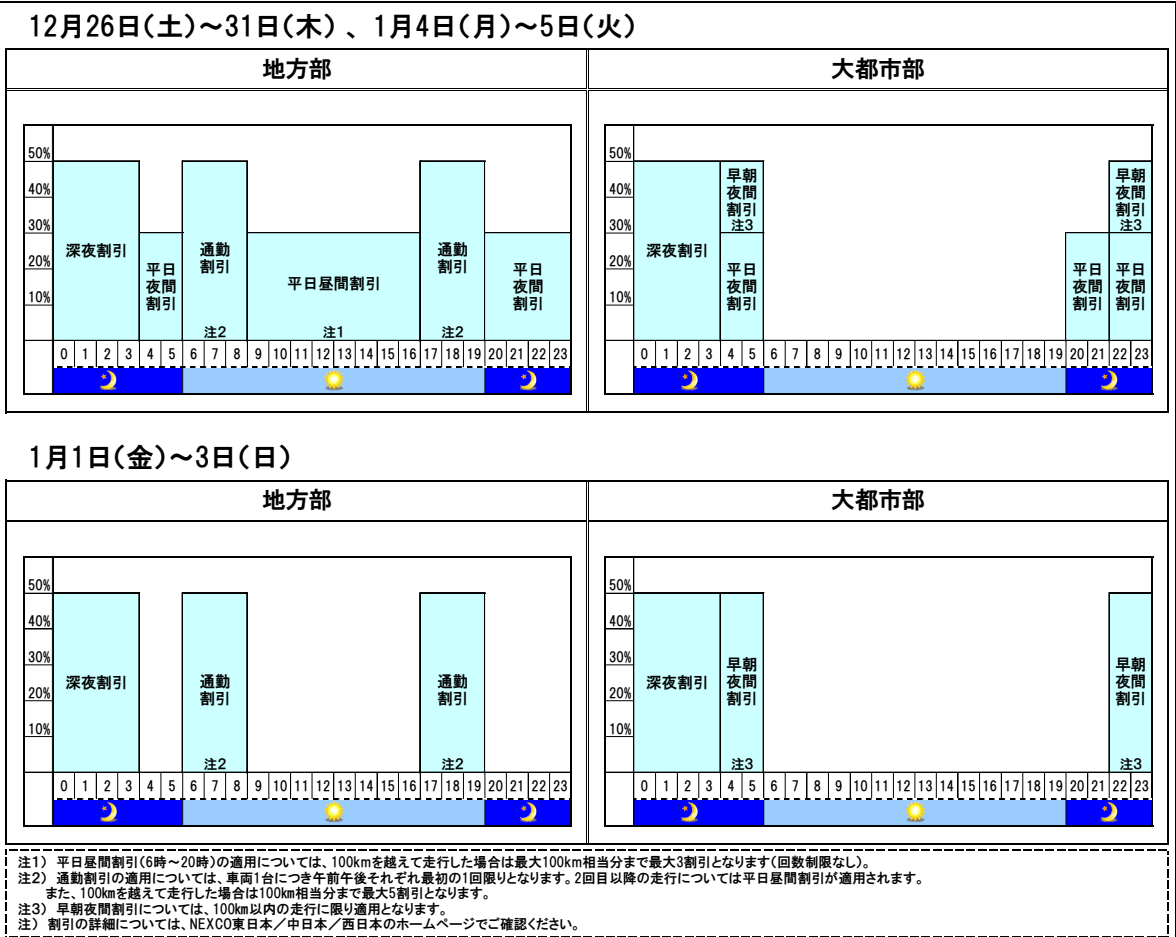 12月26日(土)～31日(木)、1月4日(月)～5日(火)
地方部
大都市部
50%
40%
30%
20%
10%
深夜割引
平日
夜間
割引
通勤
割引
注2
平日昼間割引
注1
通勤
割引
注2
平日
夜間
割引
0 1 2 3 4 5 6 7 8 9 10 11 12 13 14 15 16 17 18 19 20 21 22 23
50%
40%
30%
20%
10%
深夜割引
早朝
夜間
割引
注3
平日
夜間
割引
平日
夜間
割引
早朝
夜間
割引
注3
平日
夜間
割引
0 1 2 3 4 5 6 7 8 9 10 11 12 13 14 15 16 17 18 19 20 21 22 23
1月1日(金)～3日(日)
地方部
大都市部
50%
40%
30%
20%
10%
深夜割引
通勤
割引
注2
通勤
割引
注2
0 1 2 3 4 5 6 7 8 9 10 11 12 13 14 15 16 17 18 19 20 21 22 23
50%
40%
30%
20%
10%
深夜割引
早朝
夜間
割引
注3
早朝
夜間
割引
注3
0 1 2 3 4 5 6 7 8 9 10 11 12 13 14 15 16 17 18 19 20 21 22 23
注1) 平日昼間割引(6時～20時)の適用については、100kmを越えて走行した場合は最大100km相当分まで最大3割引となります(回数制限なし)。
注2) 通勤割引の適用については、車両1台につき午前午後それぞれ最初の1回限りとなります。2回目以降の走行については平日昼間割引が適用されます。
また、100kmを越えて走行した場合は100km相当分まで最大5割引となります。
注3) 早朝夜間割引については、100km以内の走行に限り適用となります。
注) 割引の詳細については、NEXCO東日本/中日本/西日本のホームページでご確認ください。